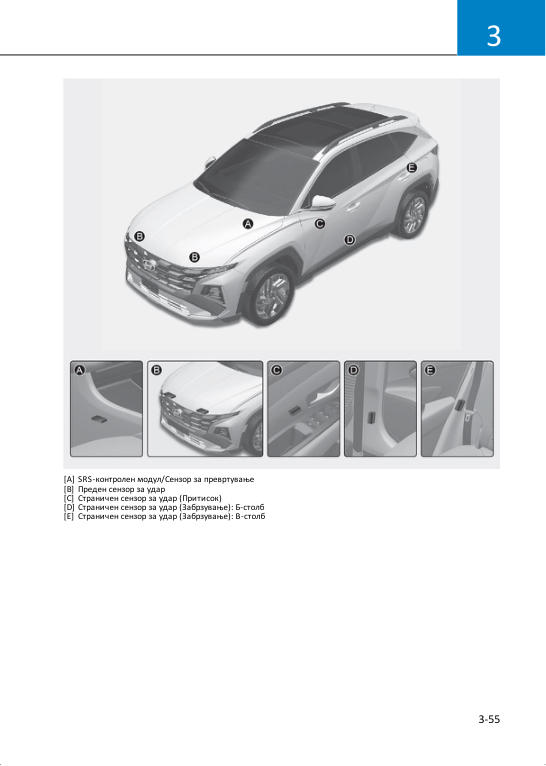 3
A
B
B
C
D
E
A
B
C
D
E
[A] SRS-контролен модул/Сензор за превртување
[B] Преден сензор за удар
[C] Страничен сензор за удар (Притисок)
[D] Страничен сензор за удар (Забрзување): Б-столб
[E] Страничен сензор за удар (Забрзување): В-столб
3-55